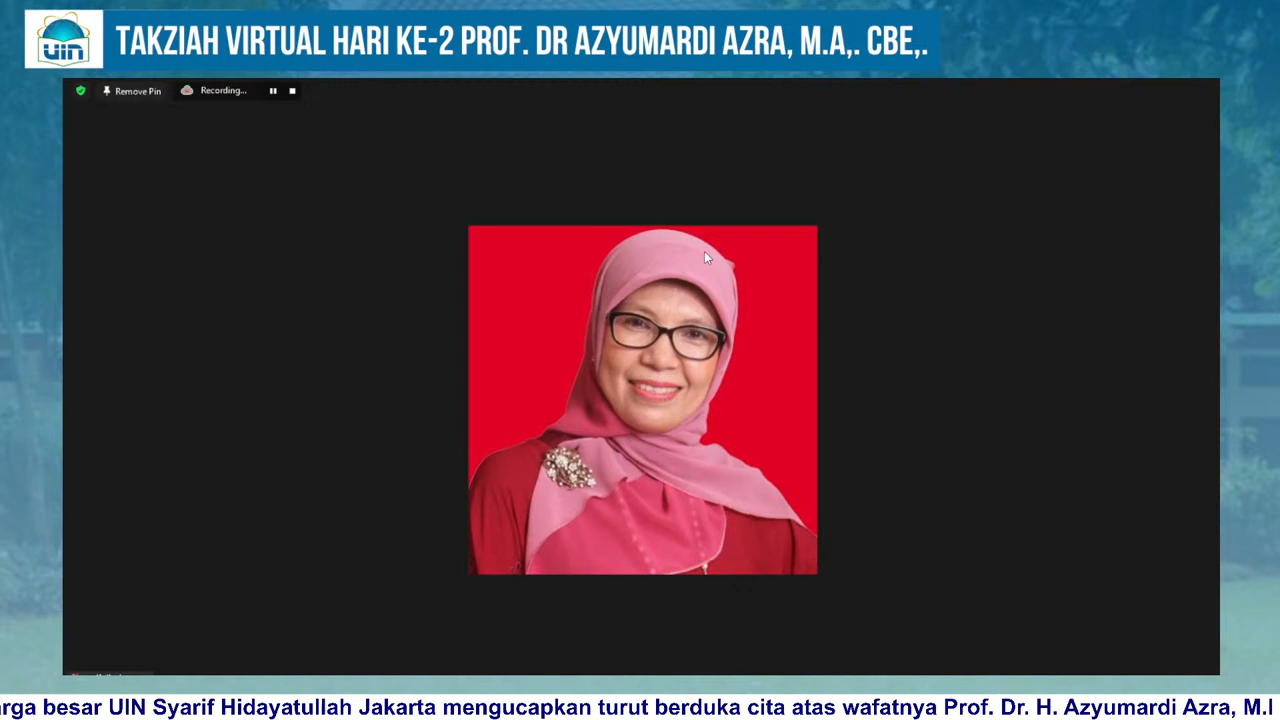 uin
TAKZIAH VIRTUAL HARI KE-2 PROF. DR AZYUMARDI AZRA, M.A,. CBE,.
Remove Pin
Recording...
arga besar UIN Syarif Hidayatullah Jakarta mengucapkan turut berduka cita atas wafatnya Prof. Dr. H. Azyumardi Azra, M.